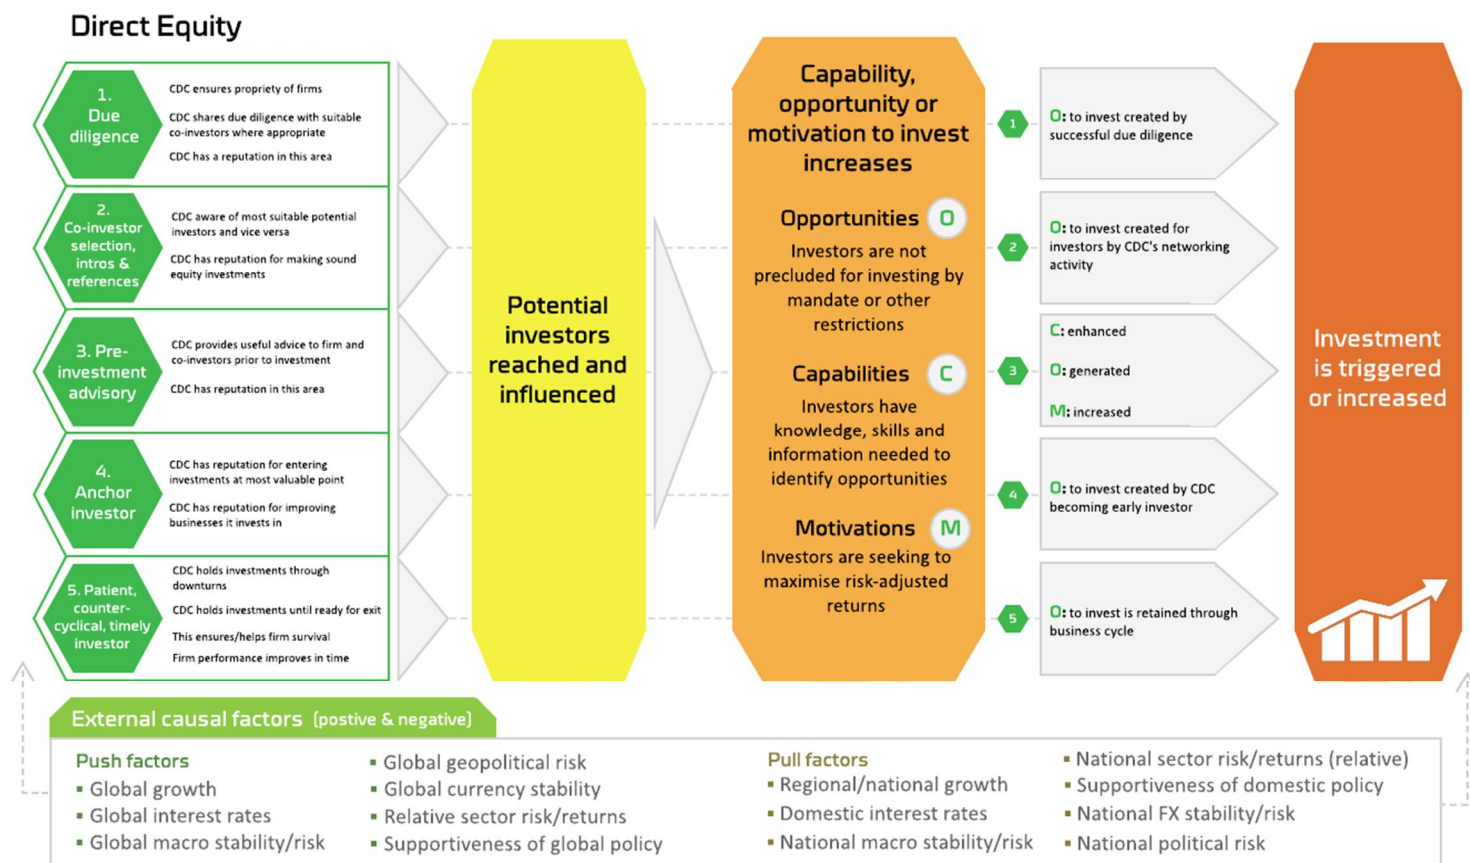 Direct Equity
1.
Due
diligence
CDC ensures propriety of firms
CDC shares due diligence with suitable
co-investors where appropriate
CDC has a reputation in this area
2.
Co-investor
selection,
intros &
references
CDC aware of most suitable potential
investors and vice versa
CDC has reputation for making sound
equity investments
3. Pre-
investment
advisory
CDC provides useful advice to firm and
co-investors prior to investment
CDC has reputation in this area
4.
Anchor
investor
CDC has reputation for entering
investments at most valuable point
CDC has reputation for improving
businesses it invests in
5. Patient,
counter-
cyclical, timely
investor
CDC holds investments through
downturns
CDC holds investments until ready for exit
This ensures/helps firm survival
Firm performance improves in time
Potential
investors
reached and
influenced
Capability,
opportunity or
motivation to invest
increases
Opportunities O
Investors are not
precluded for investing by
mandate or other
restrictions
Capabilities C
Investors have
knowledge, skills and
information needed to
identify opportunities
Motivations M
Investors are seeking to
maximise risk-adjusted
returns
1
O: to invest created by
successful due diligence
2
O: to invest created for
investors by CDC's networking
activity
3
C: enhanced
O: generated
M: increased
4
O: to invest created by CDC
becoming early investor
5
O: to invest is retained through
business cycle
Investment
is triggered
or increased
External causal factors (postive & negative)
Push factors
▪ Global growth
▪ Global interest rates
▪ Global macro stability/risk
▪ Global geopolitical risk
▪ Global currency stability
▪ Relative sector risk/returns
▪ Supportiveness of global policy
Pull factors
▪ Regional/national growth
▪ Domestic interest rates
▪ National macro stability/risk
▪ National sector risk/returns (relative)
▪ Supportiveness of domestic policy
▪ National FX stability/risk
▪ National political risk